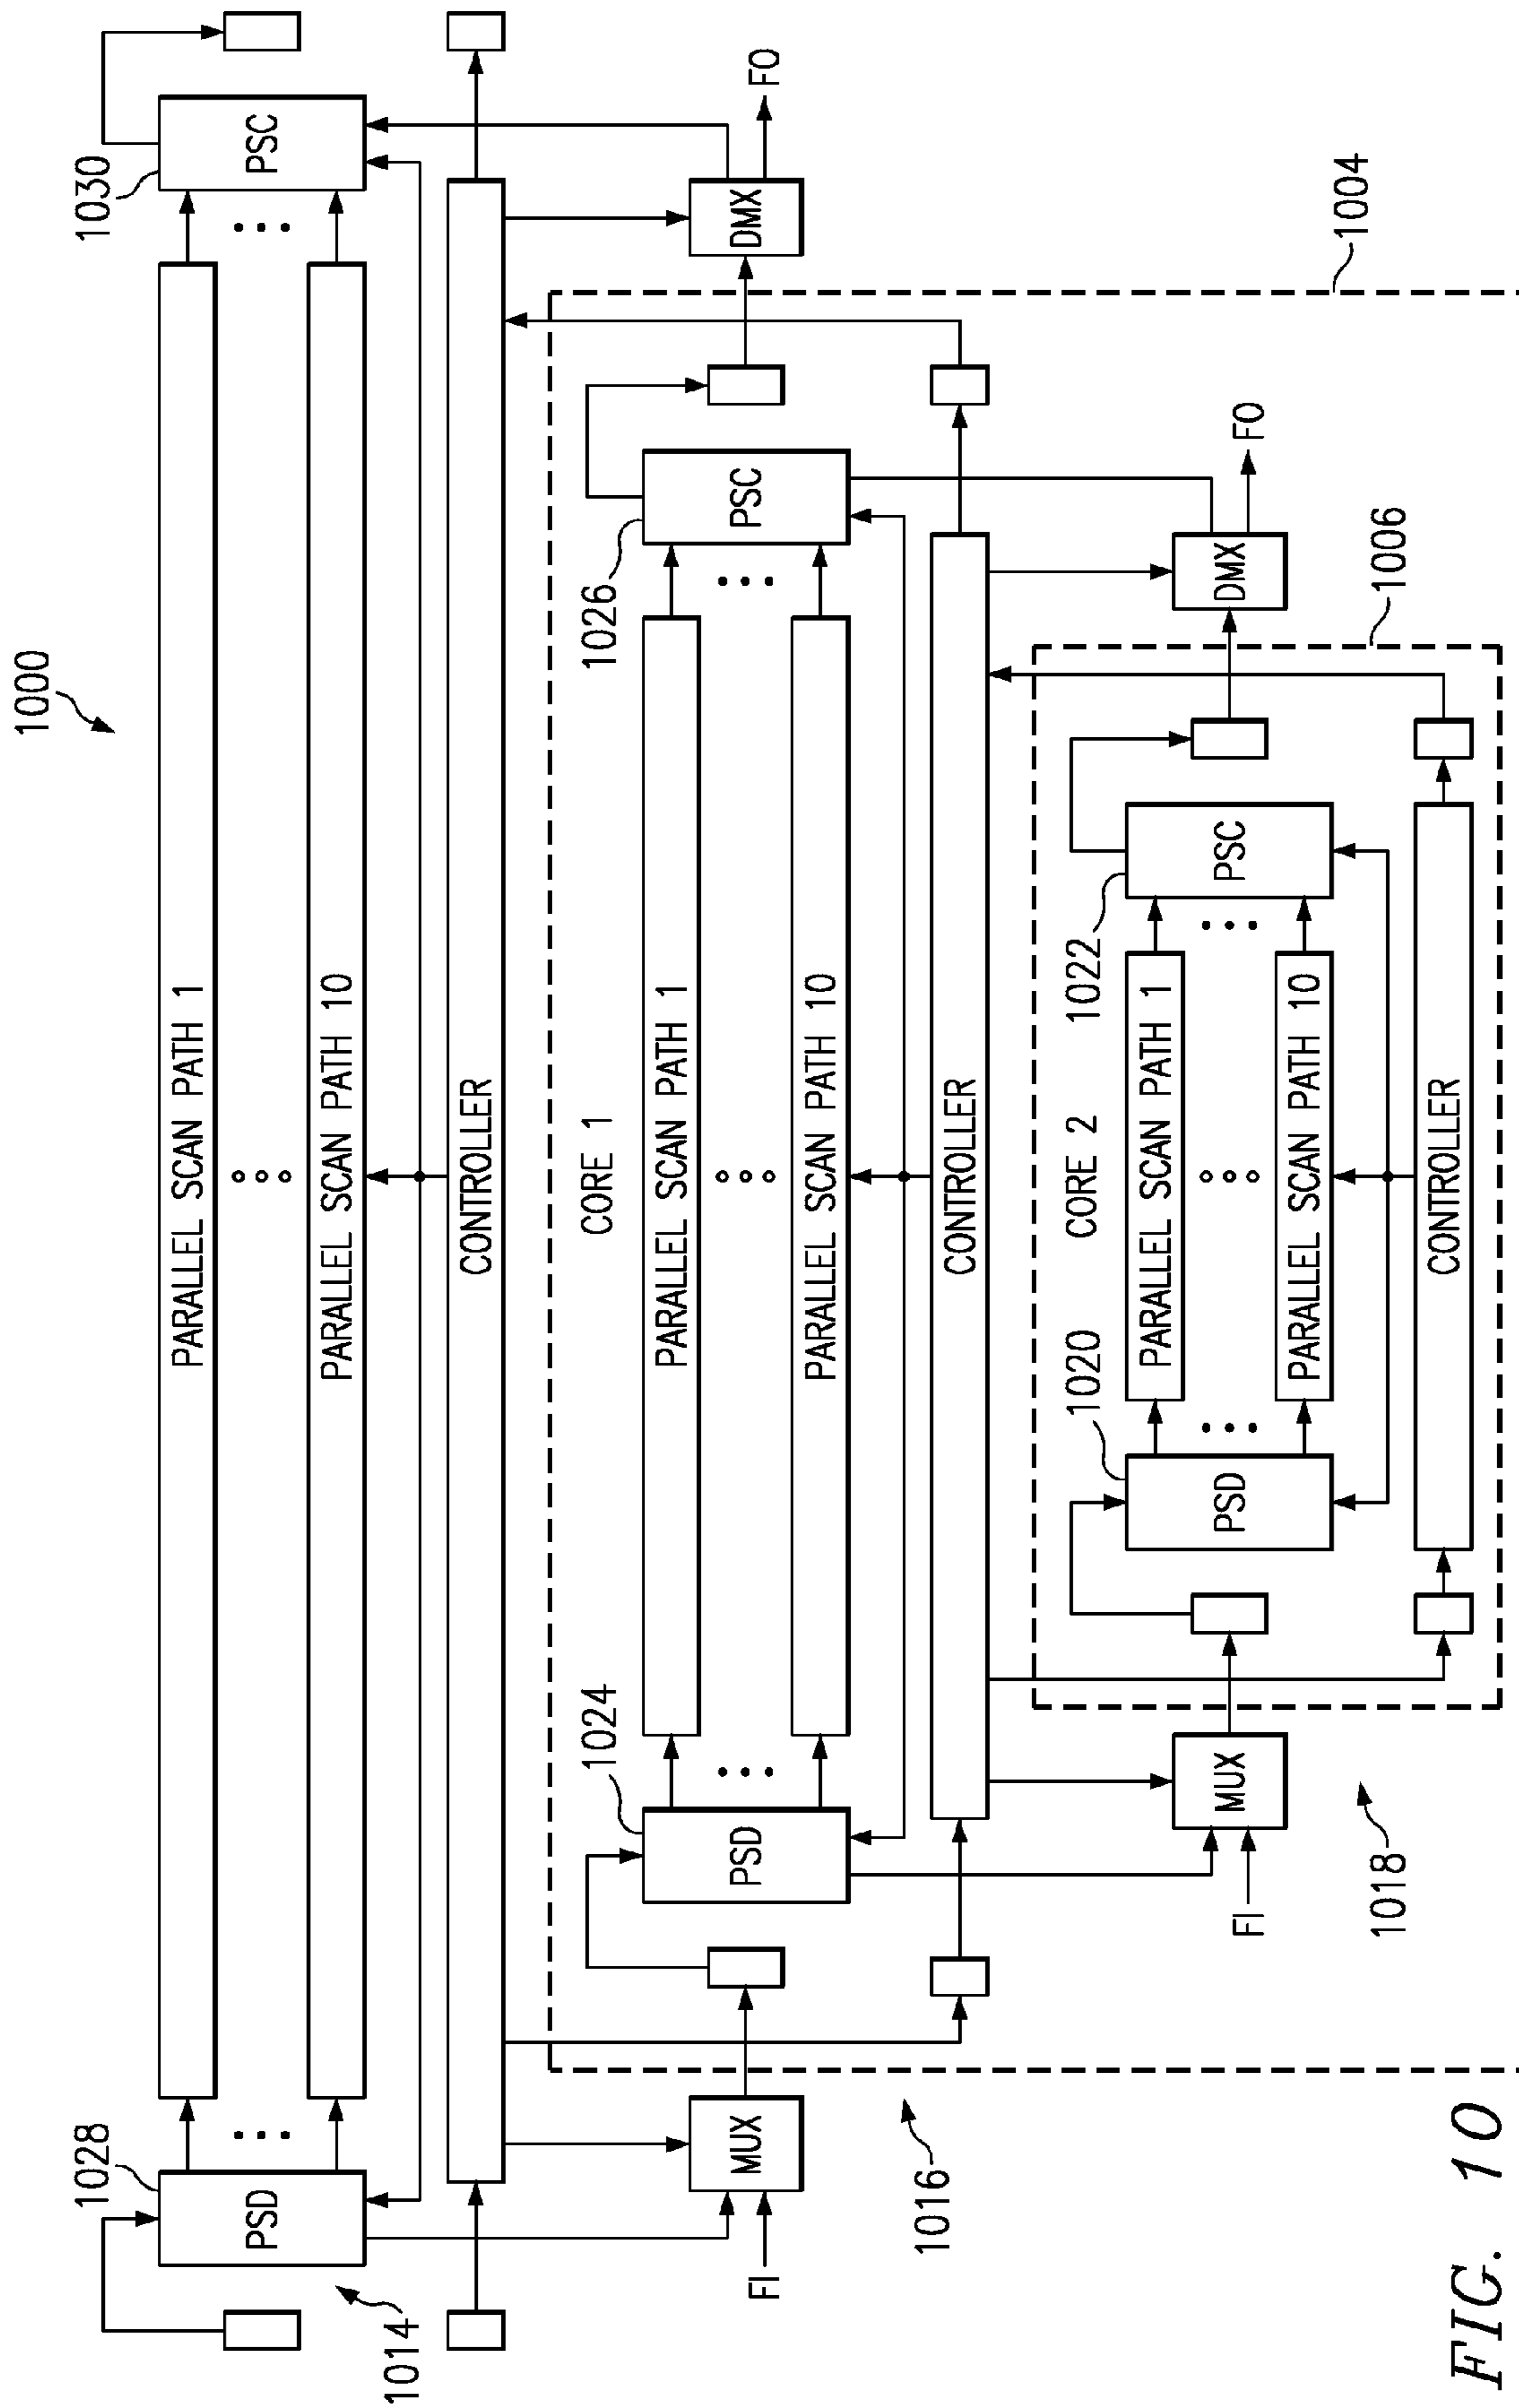 1000
1028
PSD
PARALLEL SCAN PATH 1
PARALLEL SCAN PATH 10
1030
PSC
1014
CONTROLLER
FI
MUX
1016
DMX
FO
1004
CORE 1
1024
PSD
PARALLEL SCAN PATH 1
PARALLEL SCAN PATH 10
1026
PSC
CONTROLLER
FI
MUX
1018
DMX
FO
1006
CORE 2
1020
PSD
PARALLEL SCAN PATH 1
PARALLEL SCAN PATH 10
1022
PSC
CONTROLLER
FIG. 10